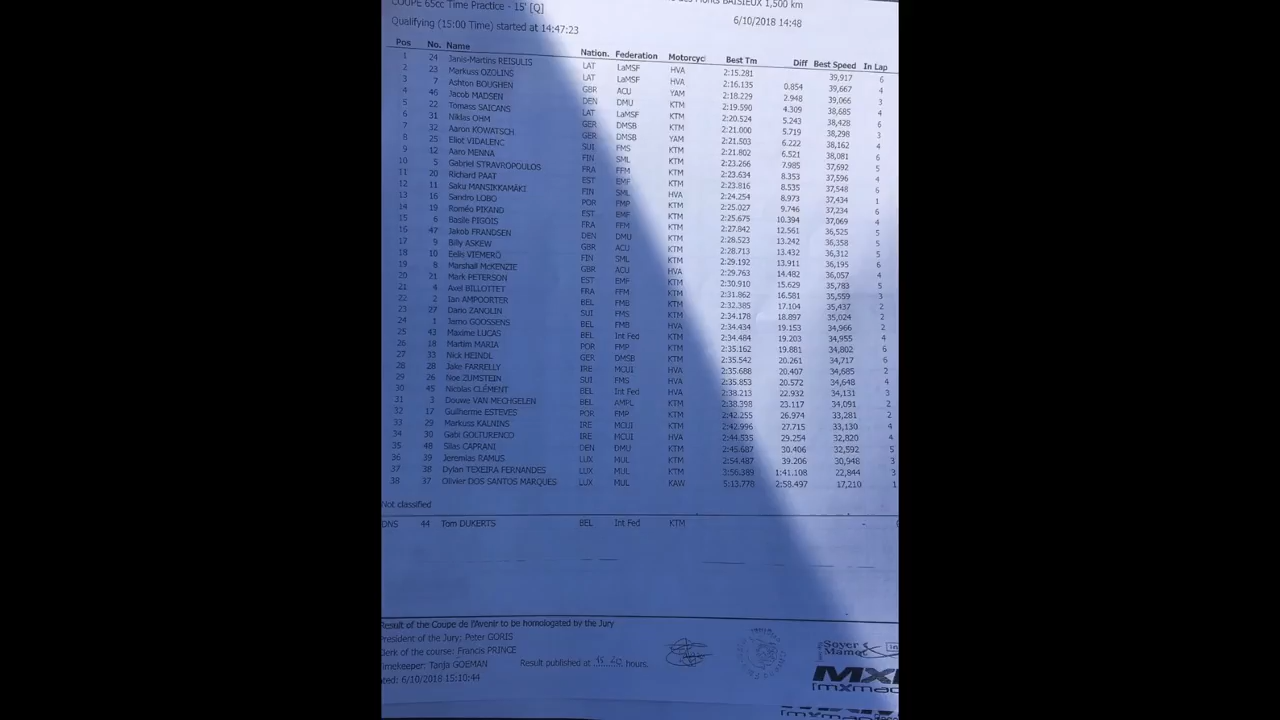 COUPE 65cc Time Practice - 15' [Q] BAISIEUX 1,500 km
6/10/2018 14:48
Qualifying (15:00 Time) started at 14:47:23
Pos No. Name Nation. Federation Motorcycl Best Tm Diff Best Speed In Lap
1 24 Janis-Martins REISULIS LAT LaMSF HVA 2:15.281 39,917 6
2 23 Markuss OZOLINS LAT LaMSF HVA 2:16.135 0.854 39,667 4
3 7 Ashton BOUGHEN GBR ACU YAM 2:18.229 2.948 39,066 3
4 46 Jacob MADSEN DEN DMU KTM 2:19.590 4.309 38,685 4
5 22 Tomass SAICANS LAT LaMSF KTM 2:20.524 5.243 38,428 6
6 31 Niklas OHM GER DMSB KTM 2:21.000 5.719 38,298 3
7 32 Aaron KOWATSCH GER DMSB YAM 2:21.503 6.222 38,162 4
8 25 Eliot VIDALENC SUI FMS KTM 2:21.802 6.521 38,081 6
9 12 Aaro MENNA FIN SML KTM 2:23.266 7.985 37,692 5
10 5 Gabriel STRAVROPOULOS FRA FFM KTM 2:23.634 8.353 37,596 4
11 20 Richard PAAT EST EMF KTM 2:23.816 8.535 37,548 6
12 11 Saku MANSIKKAMÄKI FIN SML HVA 2:24.254 8.973 37,434 1
13 16 Sandro LOBO POR FMP KTM 2:25.027 9.746 37,234 6
14 19 Roméo PIKAND EST EMF KTM 2:25.675 10.394 37,069 4
15 6 Basile PIGOIS FRA FFM KTM 2:27.842 12.561 36,525 5
16 47 Jakob FRANDSEN DEN DMU KTM 2:28.523 13.242 36,358 5
17 9 Billy ASKEW GBR ACU KTM 2:28.713 13.432 36,312 5
18 10 Eelis VIEMERÖ FIN SML KTM 2:29.192 13.911 36,195 6
19 8 Marshall McKENZIE GBR ACU HVA 2:29.763 14.482 36,057 4
20 21 Mark PETERSON EST EMF KTM 2:30.910 15.629 35,783 5
21 4 Axel BILLOTTET FRA FFM KTM 2:31.862 16.581 35,559 3
22 2 Ian AMPOORTER BEL FMB KTM 2:32.385 17.104 35,437 2
23 27 Dano ZANOLIN SUI FMS KTM 2:34.178 18.897 35,024 2
24 1 Jarno GOOSSENS BEL FMB HVA 2:34.434 19.153 34,966 2
25 43 Maxime LUCAS BEL Int Fed KTM 2:34.484 19.203 34,955 4
26 18 Martim MARIA POR FMP KTM 2:35.162 19.881 34,802 6
27 33 Nick HEINDL GER DMSB KTM 2:35.542 20.261 34,717 6
28 28 Jake FARRELLY IRE MCUI HVA 2:35.688 20.407 34,685 2
29 26 Noe ZUMSTEIN SUI FMS HVA 2:35.853 20.572 34,648 4
30 45 Nicolas CLÉMENT BEL Int Fed HVA 2:38.213 22.932 34,131 3
31 3 Douwe VAN MECHGELEN BEL AMPL KTM 2:38.398 23.117 34,091 2
32 17 Guilherme ESTEVES POR FMP KTM 2:42.255 26.974 33,281 2
33 29 Markuss KALNINS IRE MCUI KTM 2:42.996 27.715 33,130 4
34 30 Gabi GOLTURENCO IRE MCUI HVA 2:44.535 29.254 32,820 4
35 48 Silas CAPRANI DEN DMU KTM 2:45.687 30.406 32,592 5
36 39 Jeremias RAMUS LUX MUL KTM 2:54.487 39.206 30,948 3
37 38 Dylan TEXEIRA FERNANDES LUX MUL KTM 3:56.389 1:41.108 22,844 3
38 37 Olivier DOS SANTOS MARQUES LUX MUL KAW 5:13.778 2:58.497 17,210 1
Not classified
DNS 44 Tom DUKERTS BEL Int Fed KTM -
Result of the Coupe de l'Avenir to be homologated by the Jury
President of the Jury: Peter GORIS
Clerk of the course: Francis PRINCE
Timekeeper: Tanja GOEMAN Result published at hours.
ted: 6/10/2018 15:10:44
Soyer
Mamot
MX
mxmag